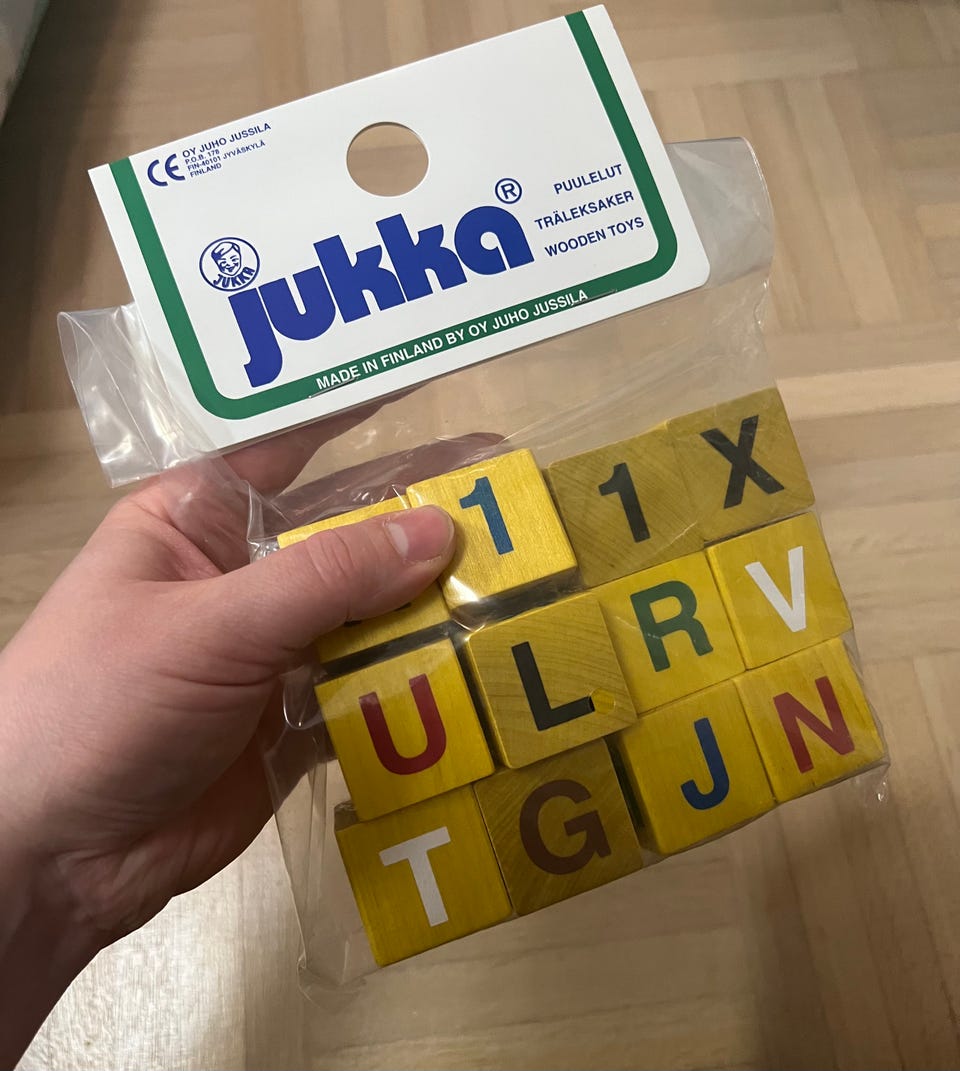 CE OY JUHO JUSSILA
P.O.B. 178
FIN-40101 JYVÄSKYLÄ
FINLAND
JUKKA
jukka®
PUULELUT
TRÄLEKSAKER
WOODEN TOYS
MADE IN FINLAND BY OY JUHO JUSSILA
1 1 X
U L R V
T G J N